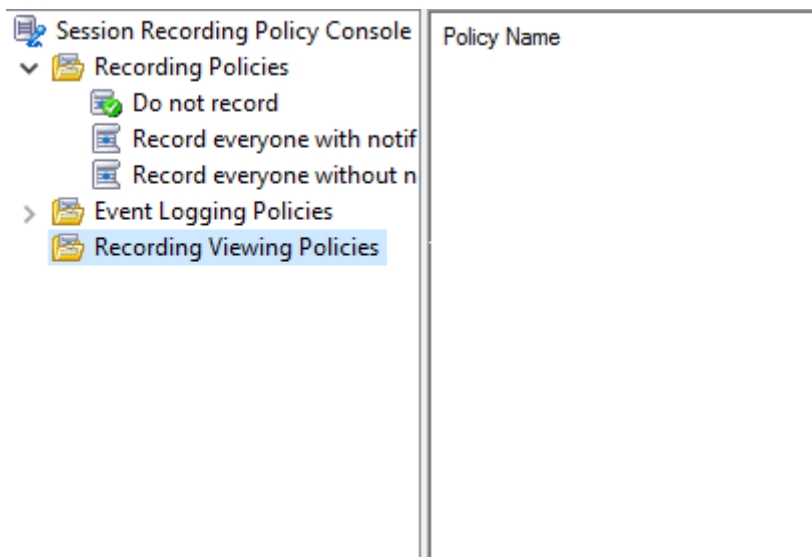 Session Recording Policy Console
Policy Name
Recording Policies
Do not record
Record everyone with notif
Record everyone without n
Event Logging Policies
Recording Viewing Policies